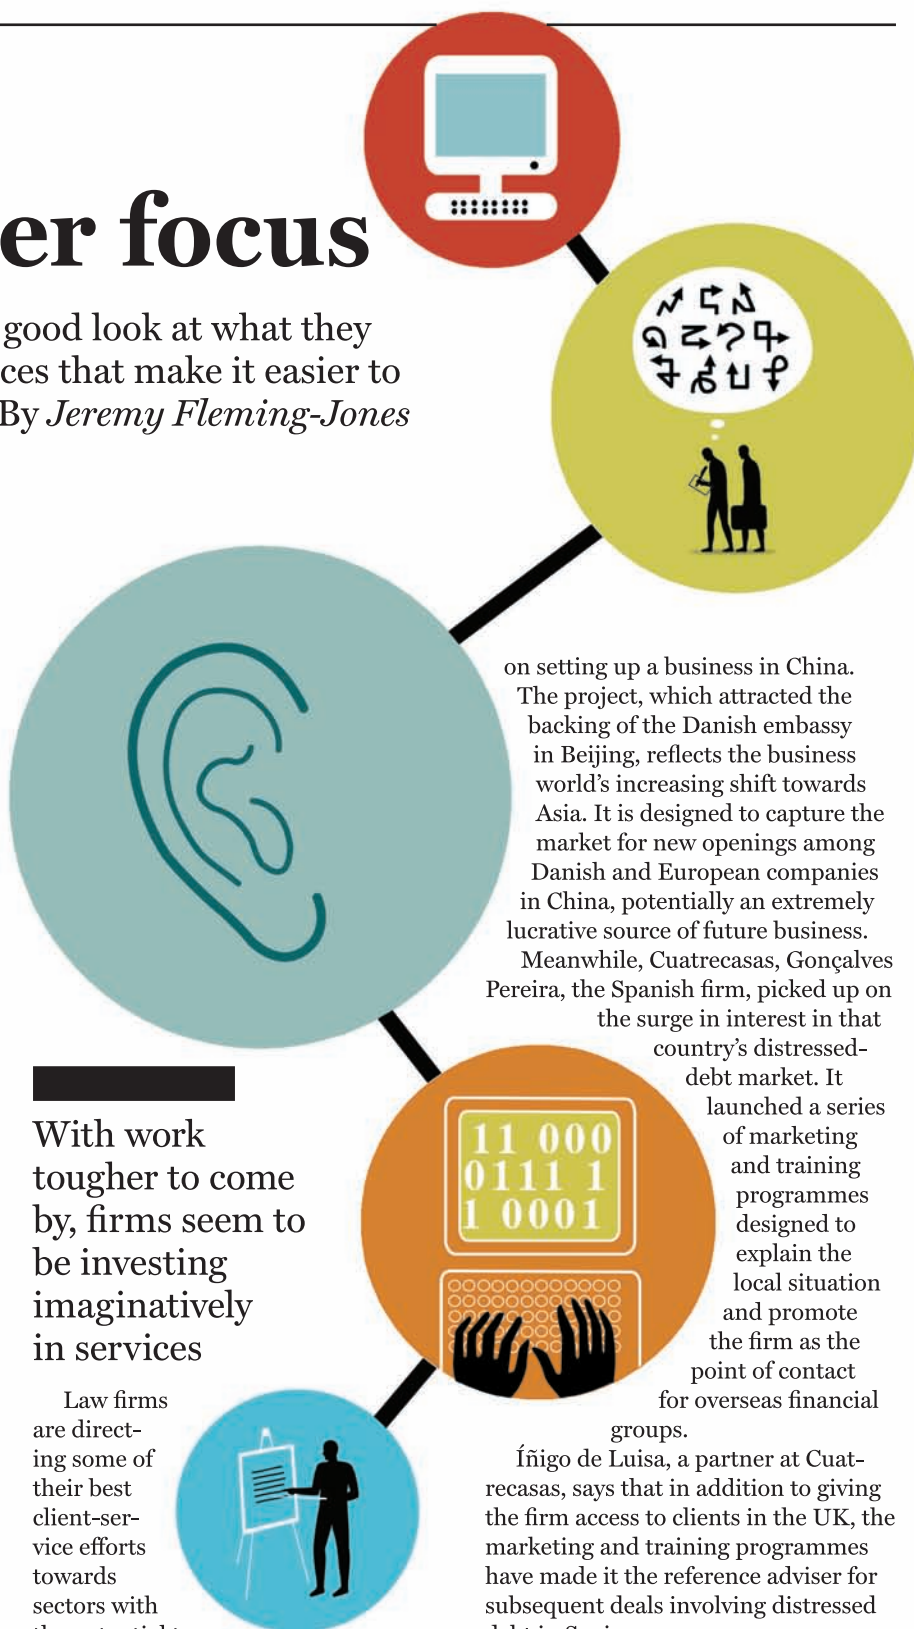 er focus
good look at what they
ces that make it easier to
By Jeremy Fleming-Jones
With work
tougher to come
by, firms seem to
be investing
imaginatively
in services
Law firms
are direct-
ing some of
their best
client-ser-
vice efforts
towards
sectors with
11 000
0111 1
1 0001
on setting up a business in China.
The project, which attracted the
backing of the Danish embassy
in Beijing, reflects the business
world's increasing shift towards
Asia. It is designed to capture the
market for new openings among
Danish and European companies
in China, potentially an extremely
lucrative source of future business.
Meanwhile, Cuatrecasas, Gonçalves
Pereira, the Spanish firm, picked up on
the surge in interest in that
country's distressed-
debt market. It
launched a series
of marketing
and training
programmes
designed to
explain the
local situation
and promote
the firm as the
point of contact
for overseas financial
groups.
Íñigo de Luisa, a partner at Cuat-
recasas, says that in addition to giving
the firm access to clients in the UK, the
marketing and training programmes
have made it the reference adviser for
subsequent deals involving distressed